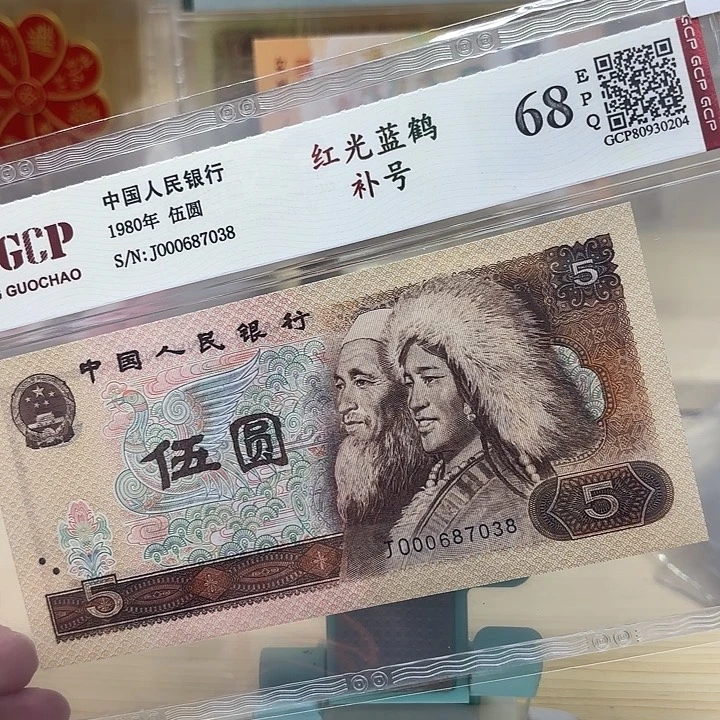 GCP
GUOCHAO
中国人民银行
1980年 伍圆
S/N:J000687038
红光蓝鹤
补号
68
EPQ
GCP80930204
GCP GCP GCP
中国人民银行
伍圆
5
5
5
J000687038